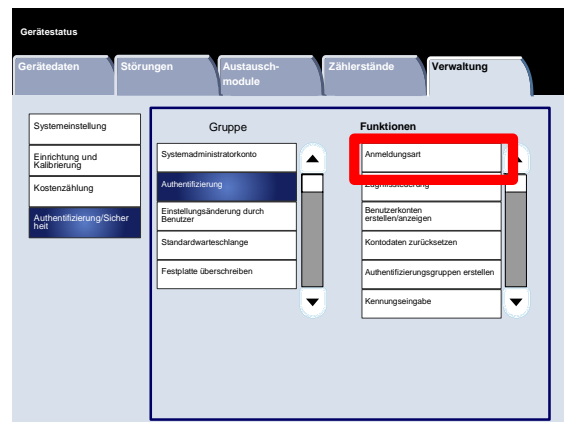 Gerätestatus
Gerätedaten
Störungen
Austausch-
module
Zählerstände
Verwaltung
Systemeinstellung
Einrichtung und
Kalibrierung
Kostenzählung
Authentifizierung/Sicher
heit
Gruppe
Systemadministratorkonto
Authentifizierung
Einstellungsänderung durch
Benutzer
Standardwarteschlange
Festplatte überschreiben
Funktionen
Anmeldungsart
Zugriffssteuerung
Benutzerkonten
erstellen/anzeigen
Kontodaten zurücksetzen
Authentifizierungsgruppen erstellen
Kennungseingabe